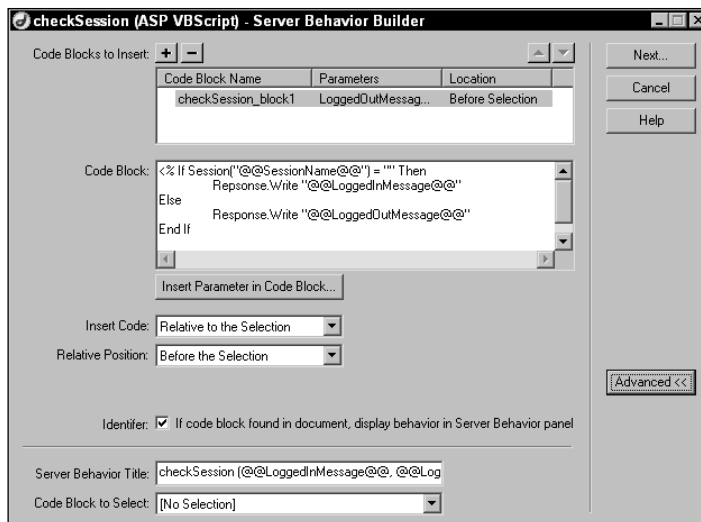 checkSession (ASP VBScript) - Server Behavior Builder
Code Blocks to Insert:
Code Block Name Parameters Location
checkSession_block1 LoggedOutMessag... Before Selection
Next...
Cancel
Help
Code Block:
<% If Session("@@SessionName@@") = "" Then
Repsonse.Write "@@LoggedInMessage@@"
Else
Response.Write "@@LoggedOutMessage@@"
End If
Insert Parameter in Code Block...
Insert Code: Relative to the Selection
Relative Position: Before the Selection
Advanced <<
Identifer: If code block found in document, display behavior in Server Behavior panel
Server Behavior Title: checkSession (@@LoggedInMessage@@, @@Log
Code Block to Select: [No Selection]